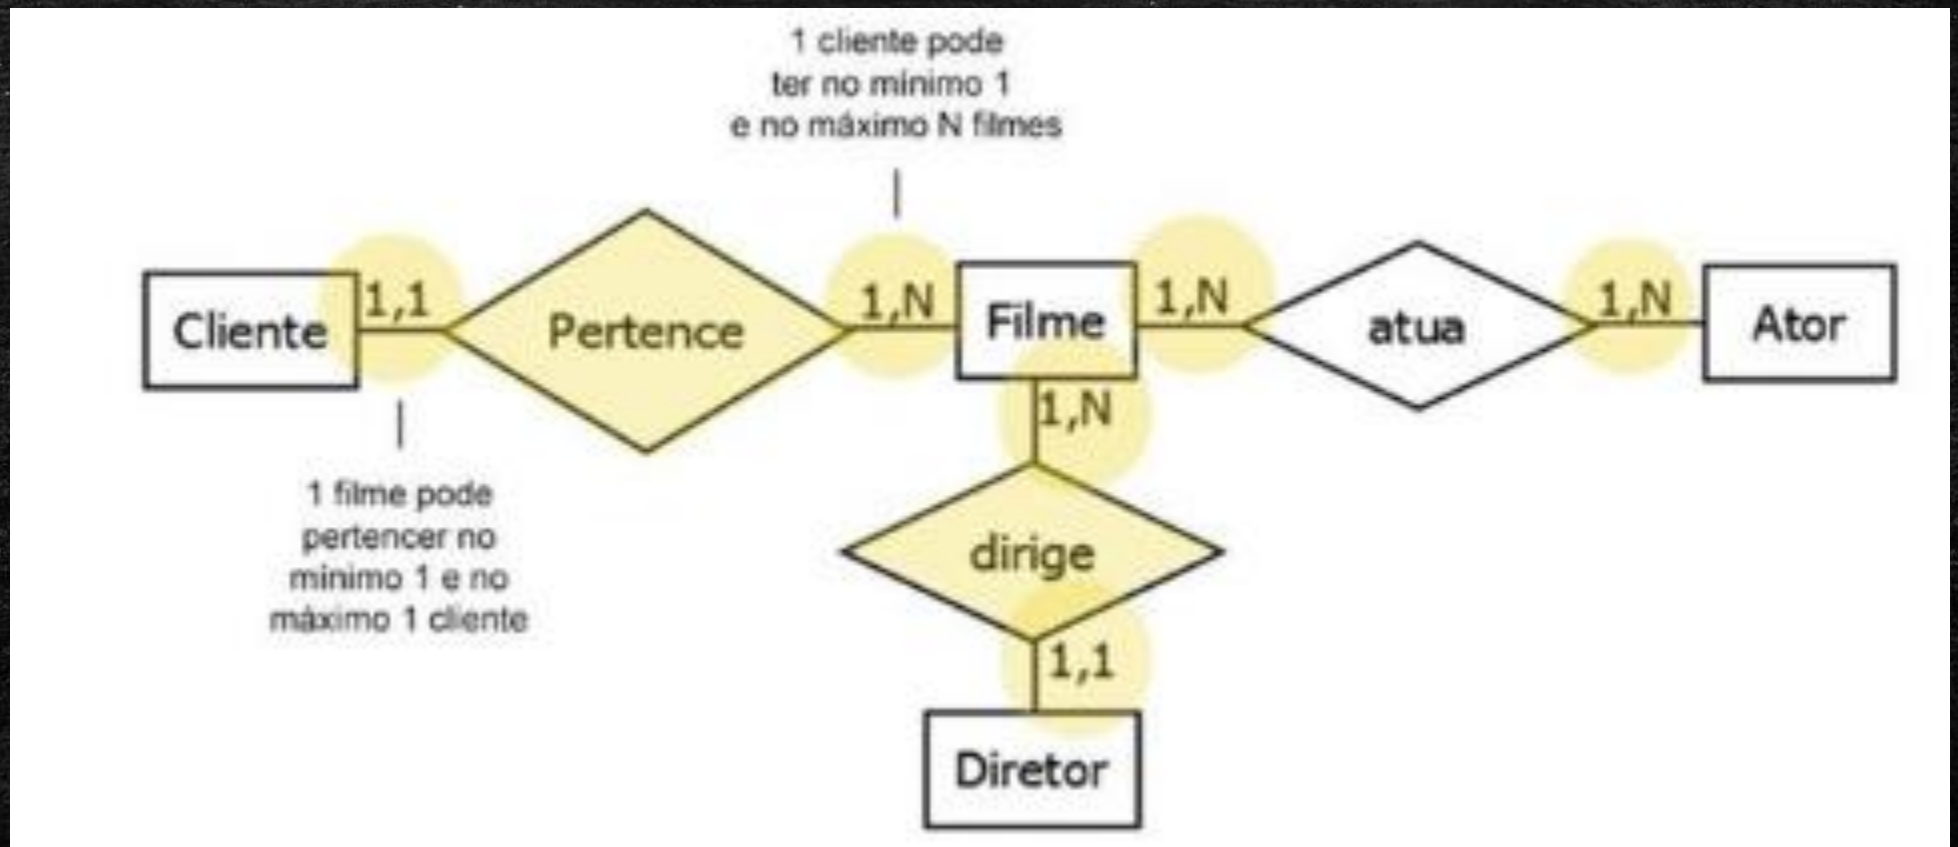 1 cliente pode
ter no mínimo 1
e no máximo N filmes
Cliente
1,1
Pertence
1,N
Filme
1,N
atua
1,N
Ator
1 filme pode
pertencer no
mínimo 1 e no
máximo 1 cliente
1,N
dirige
1,1
Diretor